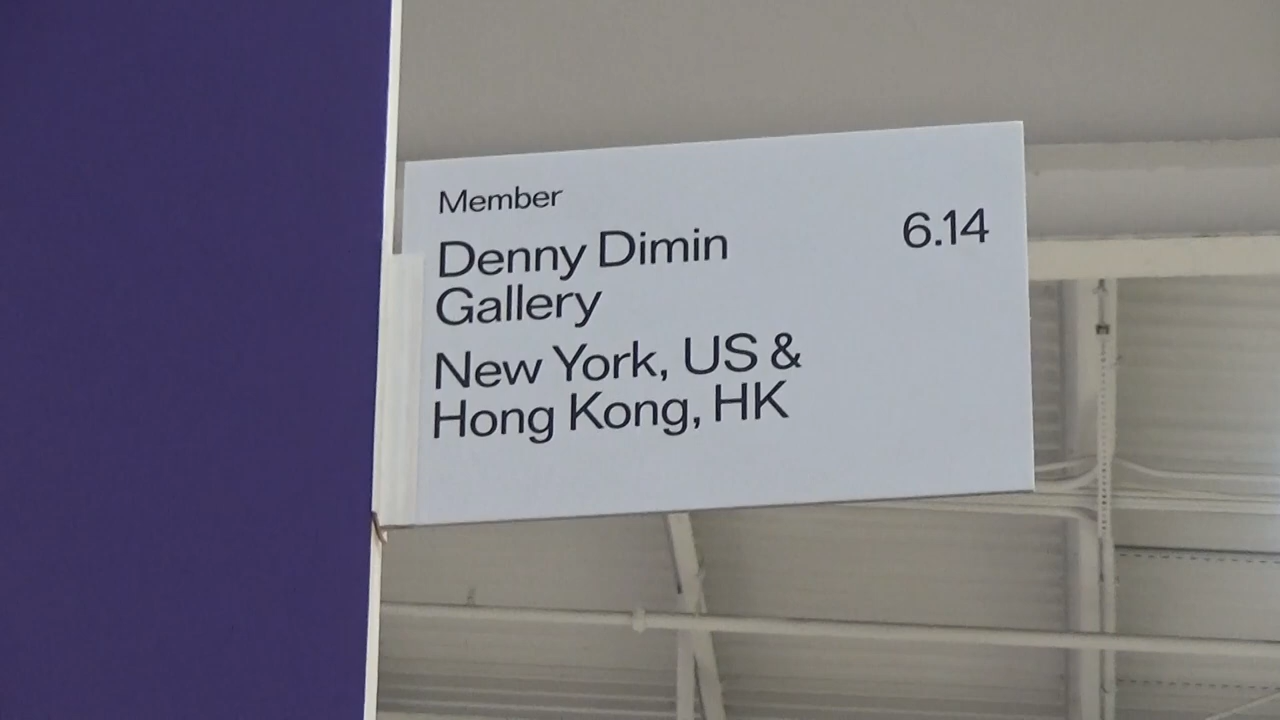 Member
Denny Dimin 6.14
Gallery
New York, US &
Hong Kong, HK